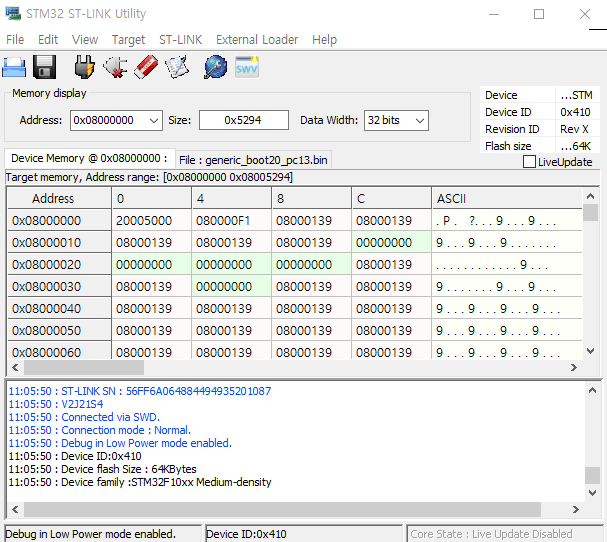 STM32 ST-LINK Utility
File Edit View Target ST-LINK External Loader Help
SWV
Memory display
Address: 0x08000000 Size: 0x5294 Data Width: 32 bits
Device ...STM
Device ID 0x410
Revision ID Rev X
Flash size ...64K
LiveUpdate
Device Memory @ 0x08000000 : File : generic_boot20_pc13.bin
Target memory, Address range: [0x08000000 0x08005294]
Address 0 4 8 C ASCII
0x08000000 20005000 080000F1 08000139 08000139 .P. ?...9...9...
0x08000010 08000139 08000139 08000139 00000000 9...9...9.......
0x08000020 00000000 00000000 00000000 08000139 ............9...
0x08000030 08000139 00000000 08000139 08000139 9.......9...9...
0x08000040 08000139 08000139 08000139 08000139 9...9...9...9...
0x08000050 08000139 08000139 08000139 08000139 9...9...9...9...
0x08000060 08000139 08000139 08000139 08000139 9...9...9...9...
11:05:50 : ST-LINK SN : 56FF6A064884494935201087
11:05:50 : V2J21S4
11:05:50 : Connected via SWD.
11:05:50 : Connection mode : Normal.
11:05:50 : Debug in Low Power mode enabled.
11:05:50 : Device ID:0x410
11:05:50 : Device flash Size : 64KBytes
11:05:50 : Device family :STM32F10xx Medium-density
Debug in Low Power mode enabled. Device ID:0x410 Core State : Live Update Disabled